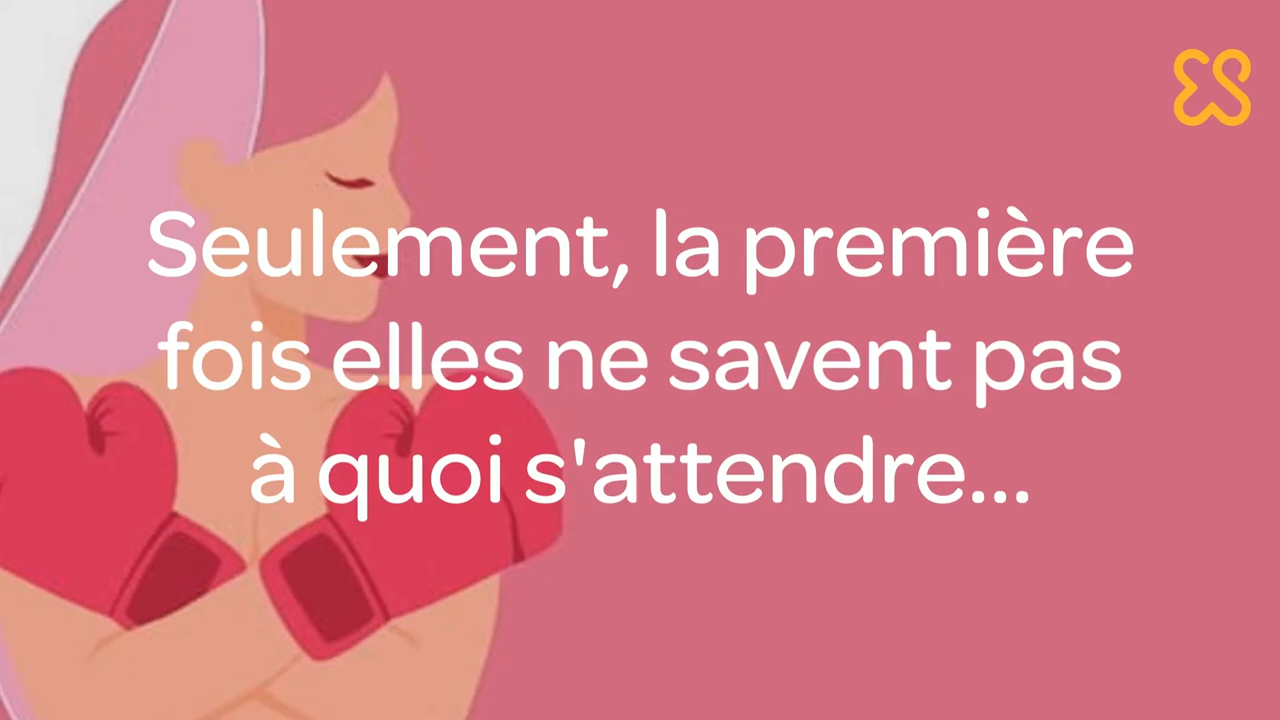 Seulement, la première
fois elles ne savent pas
à quoi s'attendre...